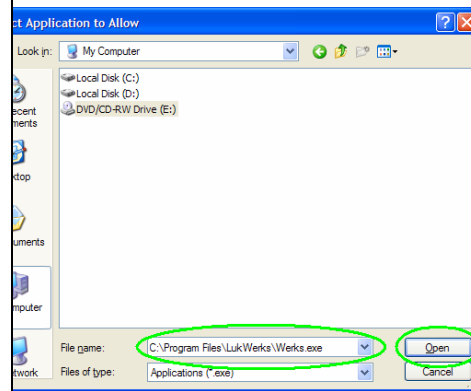 ct Application to Allow
Look in: My Computer
Local Disk (C:)
Local Disk (D:)
DVD/CD-RW Drive (E:)
ecent
ments
ktop
uments
mputer
twork
File name: C:\Program Files\LukWerks\Werks.exe Open
Files of type: Applications (*.exe) Cancel